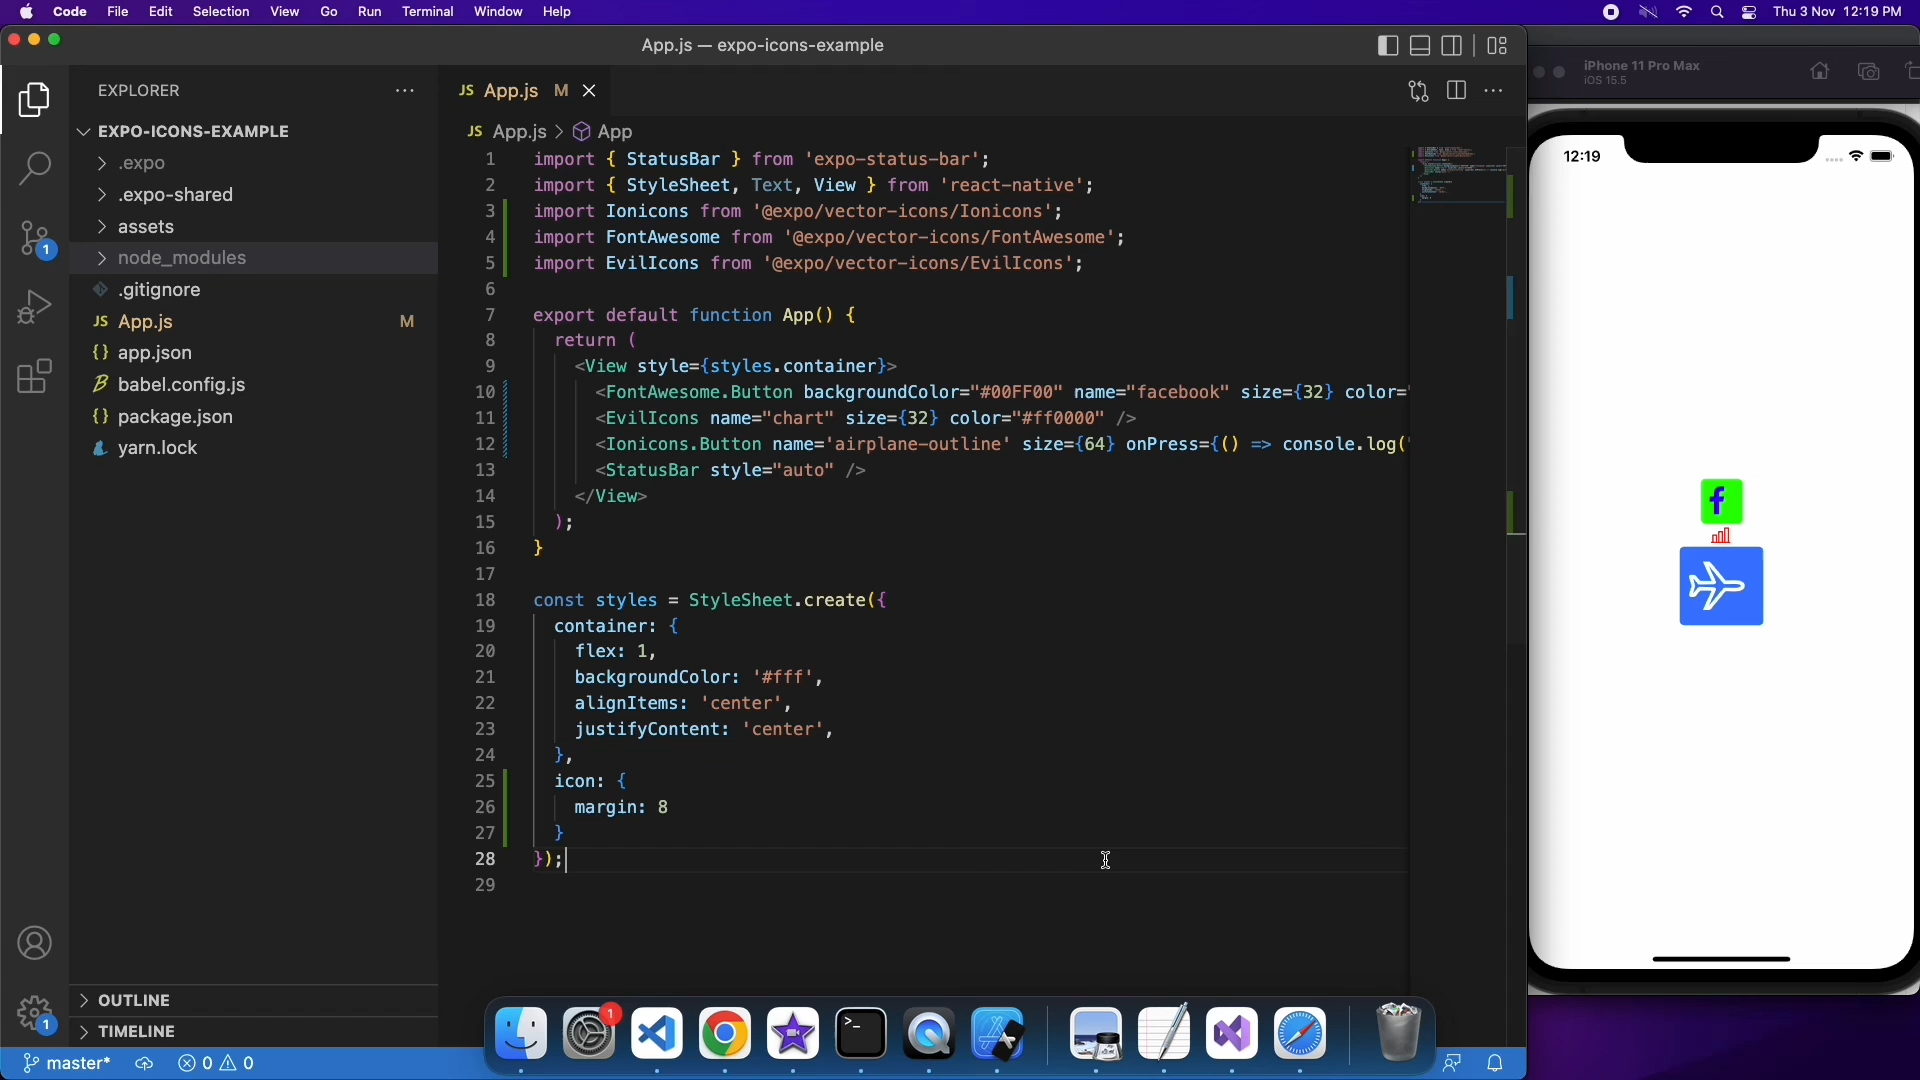 Code File Edit Selection View Go Run Terminal Window Help Thu 3 Nov 12:19 PM
App.js — expo-icons-example
iPhone 11 Pro Max
iOS 15.5
EXPLORER
JS App.js M
EXPO-ICONS-EXAMPLE
JS App.js > App
.expo
.expo-shared
assets
node_modules
.gitignore
JS App.js M
{} app.json
babel.config.js
{} package.json
yarn.lock
1 import { StatusBar } from 'expo-status-bar';
2 import { StyleSheet, Text, View } from 'react-native';
3 import Ionicons from '@expo/vector-icons/Ionicons';
4 import FontAwesome from '@expo/vector-icons/FontAwesome';
5 import EvilIcons from '@expo/vector-icons/EvilIcons';
6
7 export default function App() {
8 return (
9 <View style={styles.container}>
10 <FontAwesome.Button backgroundColor="#00FF00" name="facebook" size={32} color="
11 <EvilIcons name="chart" size={32} color="#ff0000" />
12 <Ionicons.Button name='airplane-outline' size={64} onPress={() => console.log('
13 <StatusBar style="auto" />
14 </View>
15 );
16 }
17
18 const styles = StyleSheet.create({
19 container: {
20 flex: 1,
21 backgroundColor: '#fff',
22 alignItems: 'center',
23 justifyContent: 'center',
24 },
25 icon: {
26 margin: 8
27 }
28 });
29
12:19
f
1
OUTLINE
TIMELINE
1
1
master* 0 0